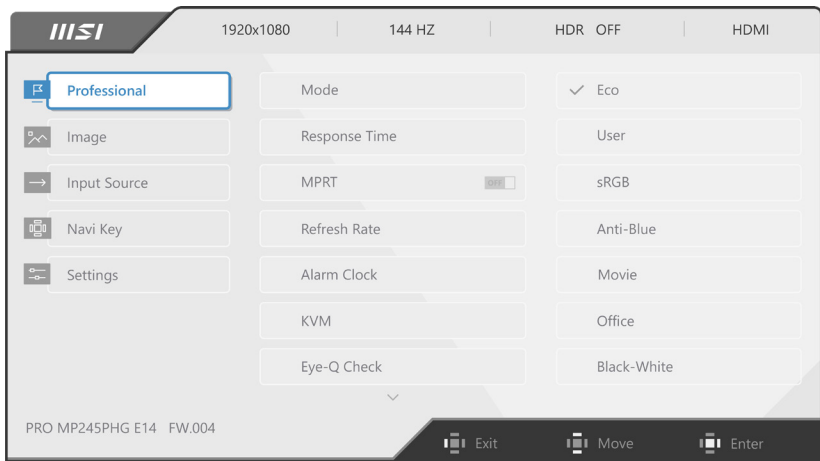 msi 1920x1080 144 HZ HDR OFF HDMI
Professional Mode ✓ Eco
Image Response Time User
Input Source MPRT OFF sRGB
Navi Key Refresh Rate Anti-Blue
Settings Alarm Clock Movie
KVM Office
Eye-Q Check Black-White
PRO MP245PHG E14 FW.004
Exit Move Enter